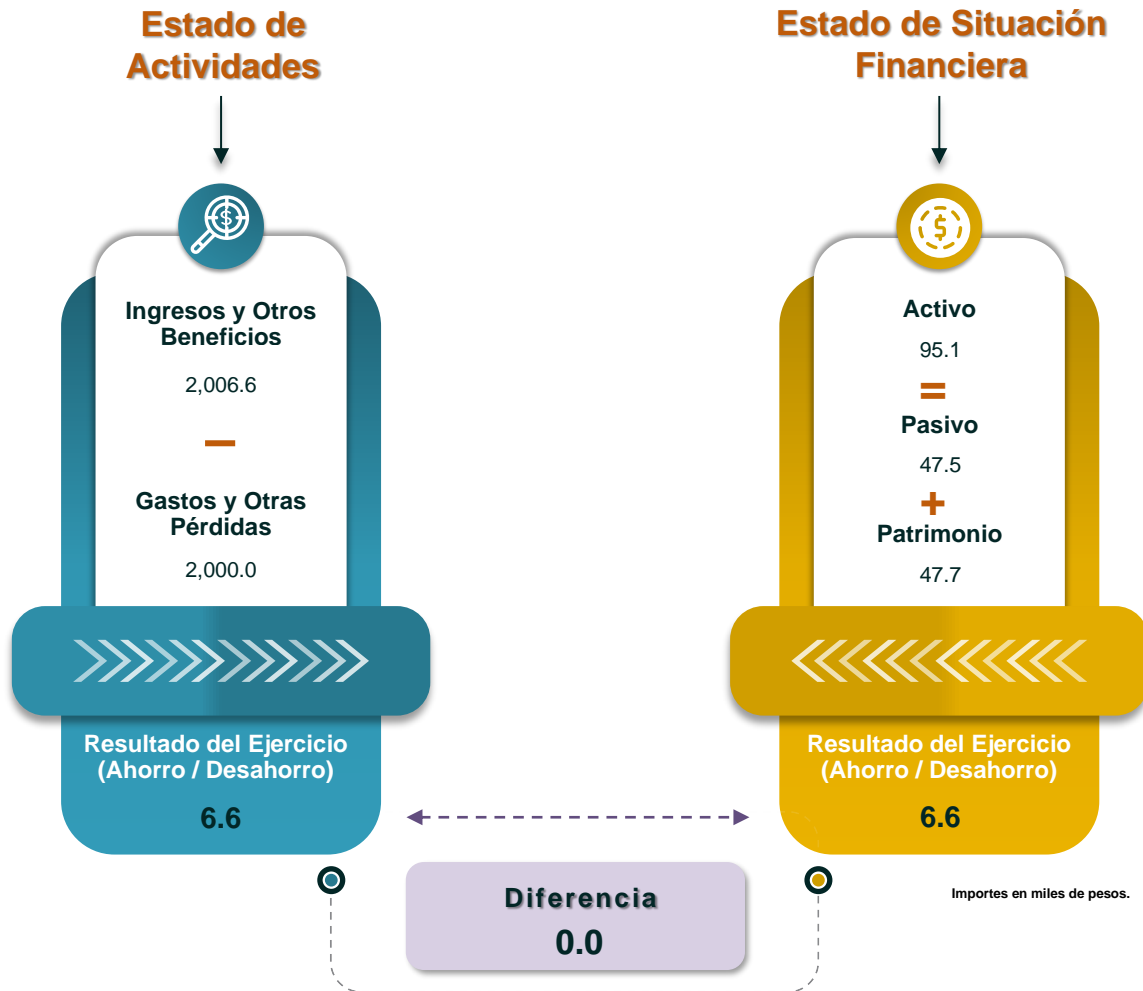 Estado de
Actividades
Ingresos y Otros
Beneficios
2,006.6
−
Gastos y Otras
Pérdidas
2,000.0
Resultado del Ejercicio
(Ahorro / Desahorro)
6.6
Estado de Situación
Financiera
Activo
95.1
=
Pasivo
47.5
+
Patrimonio
47.7
Resultado del Ejercicio
(Ahorro / Desahorro)
6.6
Diferencia
0.0
Importes en miles de pesos.